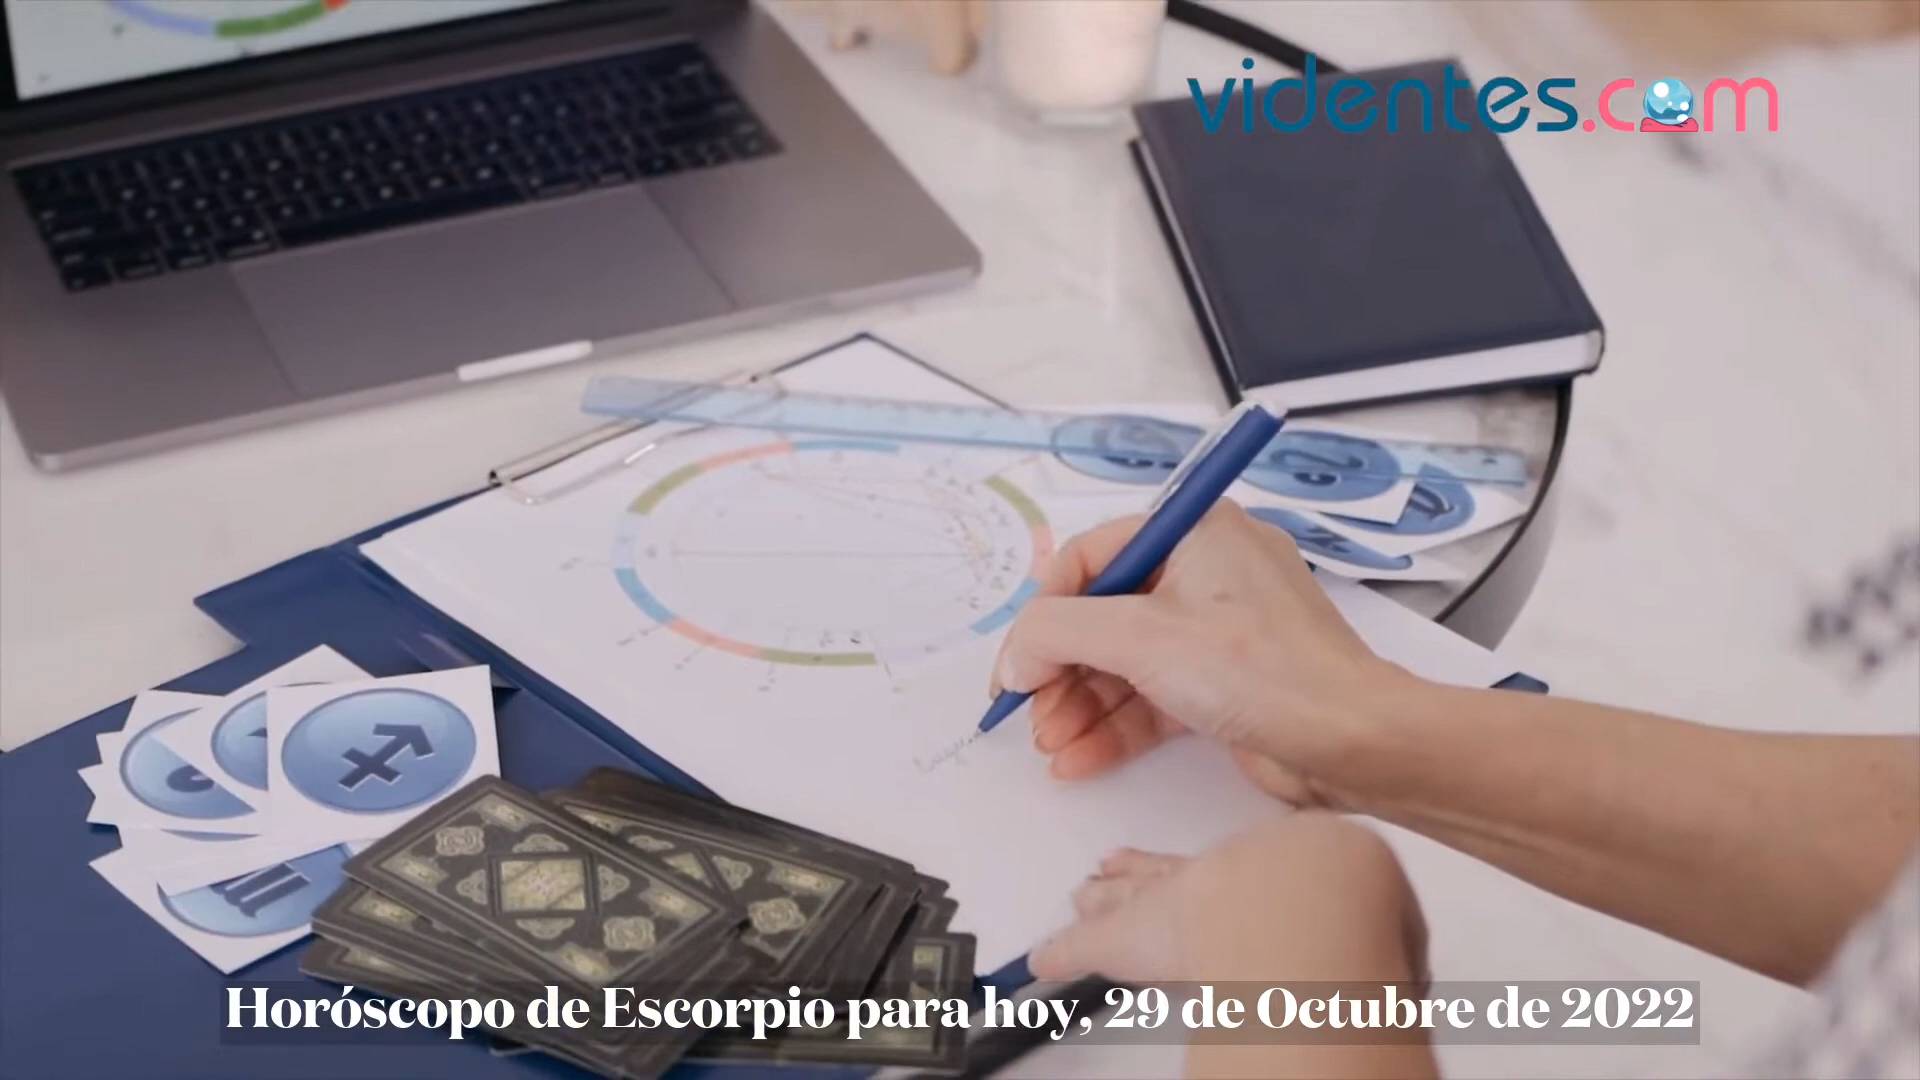 videntes.com
Horóscopo de Escorpio para hoy, 29 de Octubre de 2022